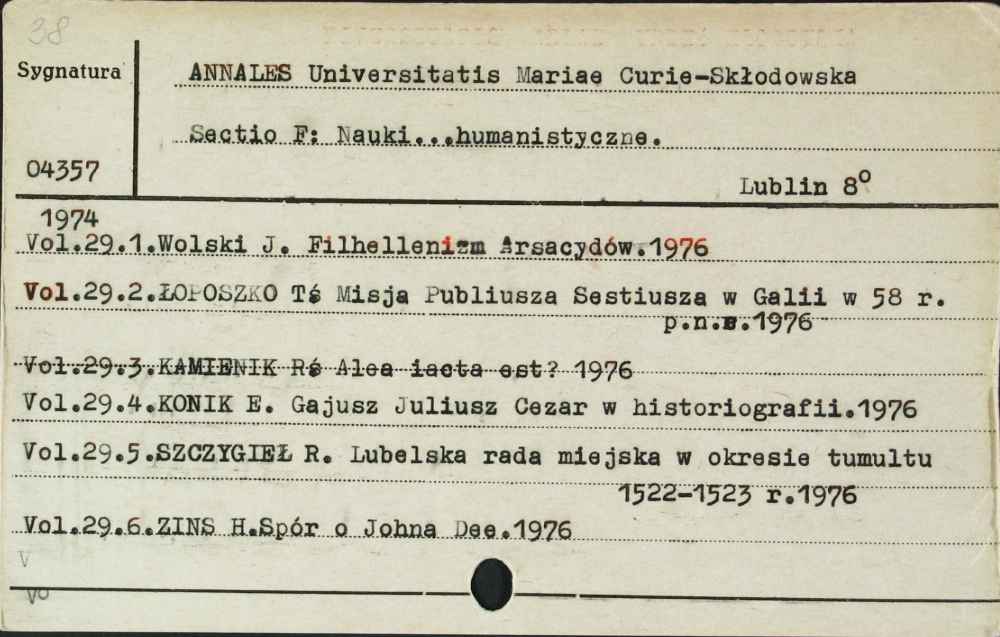 38
Sygnatura
ANNALES Universitatis Mariae Curie-Skłodowska
Sectio F: Nauki...humanistyczne.
04357
Lublin 8°
1974
Vol.29.1.Wolski J. Filhellenizm Arsacydów.1976
Vol.29.2.ŁOPOSZKO Tś Misja Publiusza Sestiusza w Galii w 58 r.
p.n.e.1976
Vol.29.3.KAMIENIK Rś Alea iacta est? 1976
Vol.29.4.KONIK E. Gajusz Juliusz Cezar w historiografii.1976
Vol.29.5.SZCZYGIEŁ R. Lubelska rada miejska w okresie tumultu
1522-1523 r.1976
Vol.29.6.ZINS H.Spór o Johna Dee.1976
V
Vo